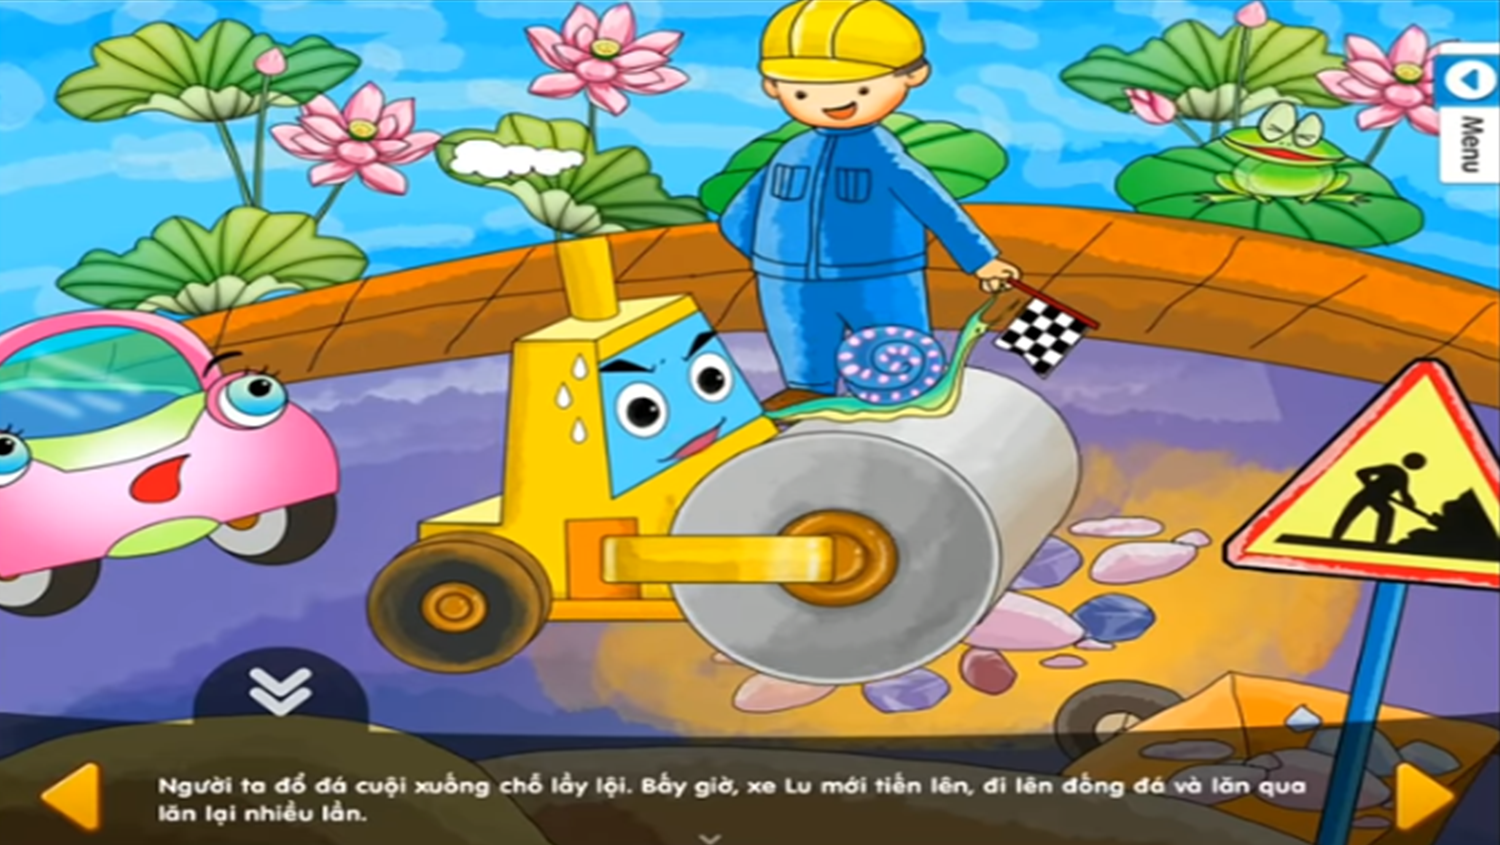 Menu
Người ta đổ đá cuội xuống chỗ lầy lội. Bấy giờ, xe Lu mới tiến lên, đi lên đống đá và lăn qua
lăn lại nhiều lần.